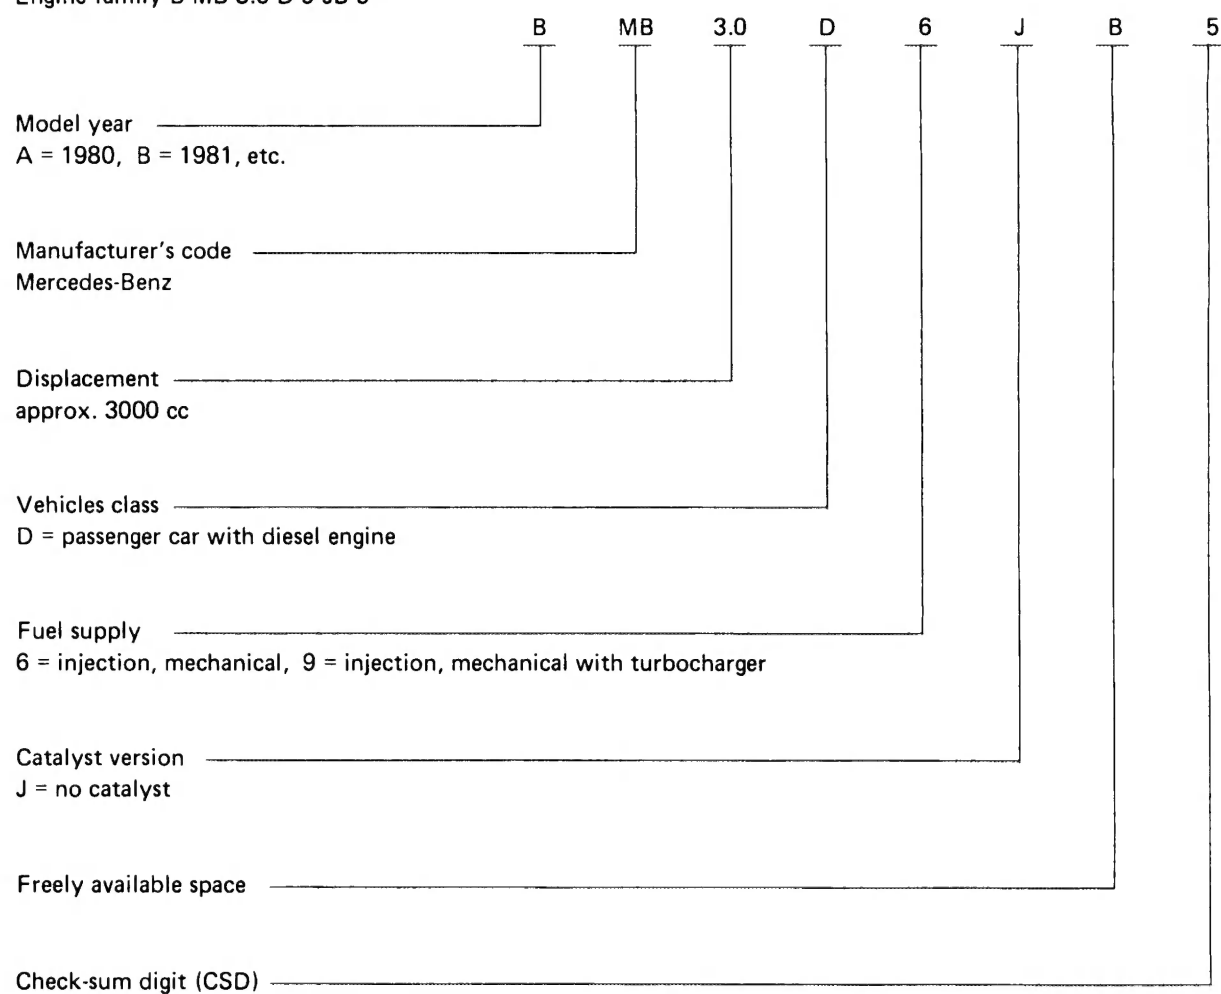 B MB 3.0 D 6 J B 5
Model year
A = 1980, B = 1981, etc.
Manufacturer's code
Mercedes-Benz
Displacement
approx. 3000 cc
Vehicles class
D = passenger car with diesel engine
Fuel supply
6 = injection, mechanical, 9 = injection, mechanical with turbocharger
Catalyst version
J = no catalyst
Freely available space
Check-sum digit (CSD)